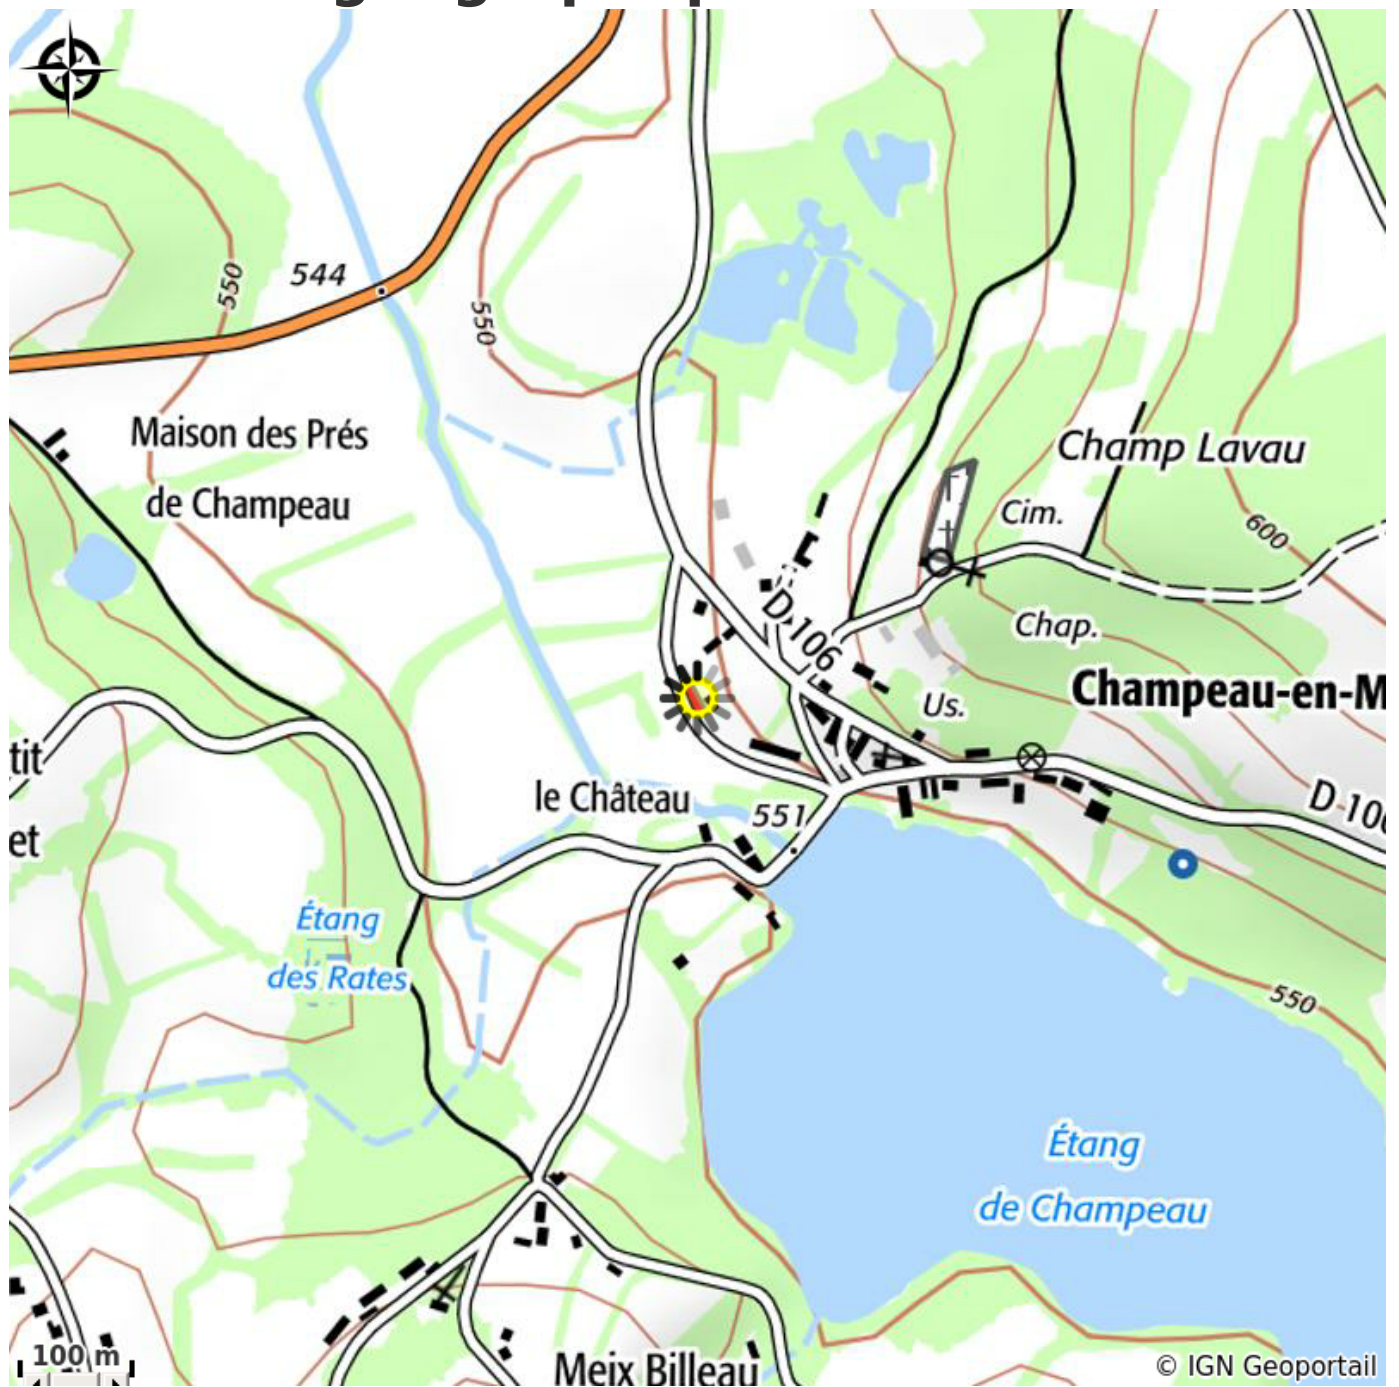 544
550
550
Maison des Prés
de Champeau
Champ Lavau
Cim.
600
D 106
Chap.
Champeau-en-M
Us.
tit
et
le Château
551
D 10
Étang
des Rates
550
Étang
de Champeau
100 m
Meix Billeau
© IGN Geoportail